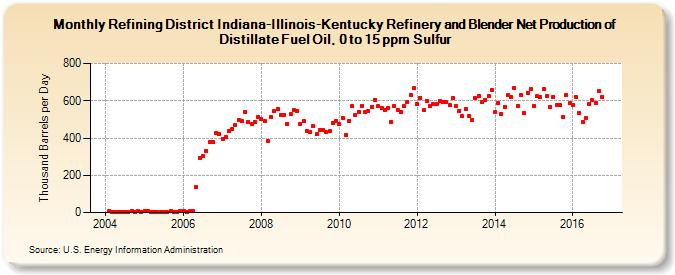 Monthly Refining District Indiana-Illinois-Kentucky Refinery and Blender Net Production of
Distillate Fuel Oil, 0 to 15 ppm Sulfur
Thousand Barrels per Day
800
600
400
200
0
2004 2006 2008 2010 2012 2014 2016
Source: U.S. Energy Information Administration